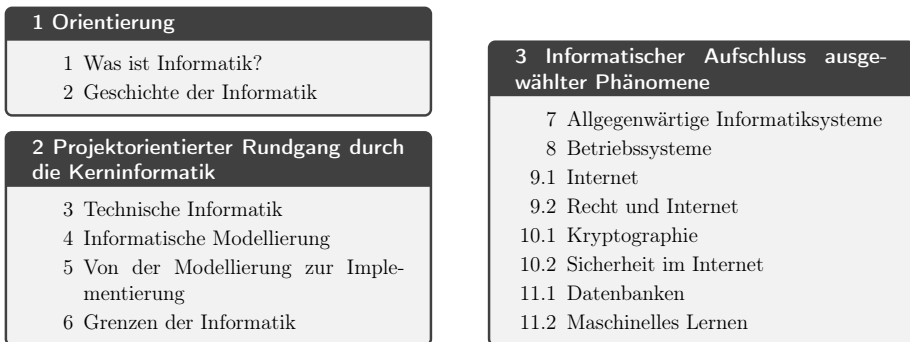 1 Orientierung
1 Was ist Informatik?
2 Geschichte der Informatik
2 Projektorientierter Rundgang durch
die Kerninformatik
3 Technische Informatik
4 Informatische Modellierung
5 Von der Modellierung zur Imple-
mentierung
6 Grenzen der Informatik
3 Informatischer Aufschluss ausge-
wählter Phänomene
7 Allgegenwärtige Informatiksysteme
8 Betriebssysteme
9.1 Internet
9.2 Recht und Internet
10.1 Kryptographie
10.2 Sicherheit im Internet
11.1 Datenbanken
11.2 Maschinelles Lernen